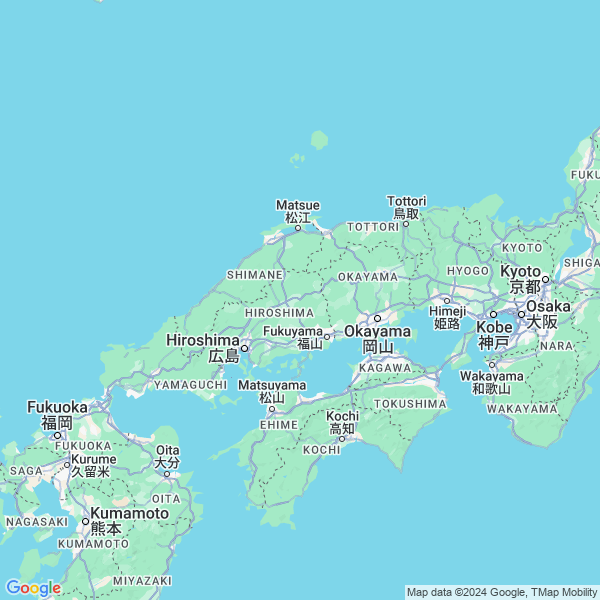 FUKU
Matsue
松江
Tottori
鳥取
TOTTORI
KYOTO
SHIGA
SHIMANE
OKAYAMA
HYOGO
Kyoto
京都
HIROSHIMA
Himeji
姫路
Kobe
神戸
Osaka
大阪
Okayama
岡山
Fukuyama
福山
Hiroshima
広島
NARA
KAGAWA
Wakayama
和歌山
YAMAGUCHI
Matsuyama
松山
TOKUSHIMA
WAKAYAMA
Fukuoka
福岡
Kochi
高知
EHIME
FUKUOKA
Oita
大分
KOCHI
Kurume
久留米
SAGA
OITA
Kumamoto
熊本
NAGASAKI
KUMAMOTO
MIYAZAKI
Google
Map data ©2024 Google, TMap Mobility